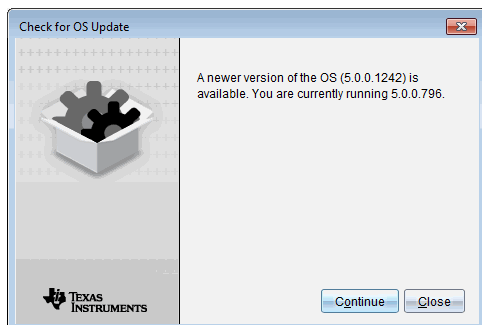 Check for OS Update
A newer version of the OS (5.0.0.1242) is
available. You are currently running 5.0.0.796.
TEXAS
INSTRUMENTS
Continue Close